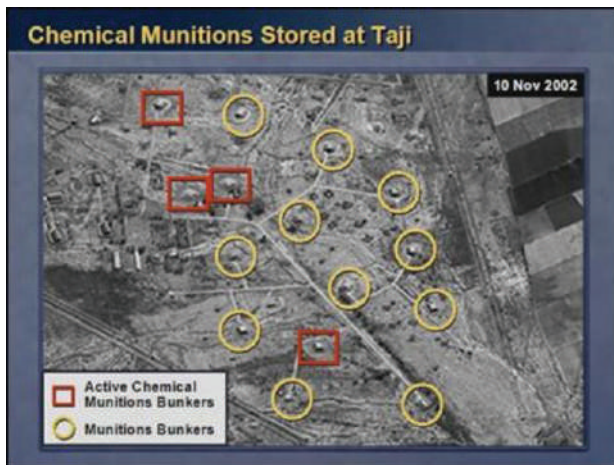 Chemical Munitions Stored at Taji
10 Nov 2002
Active Chemical
Munitions Bunkers
Munitions Bunkers